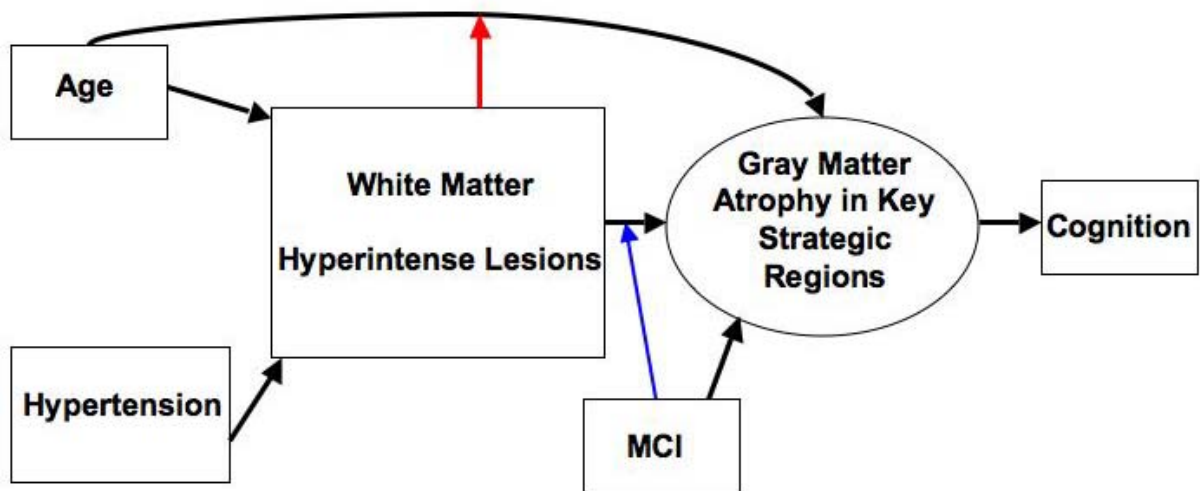 Age
White Matter
Hyperintense Lesions
Gray Matter
Atrophy in Key
Strategic
Regions
Cognition
Hypertension
MCI